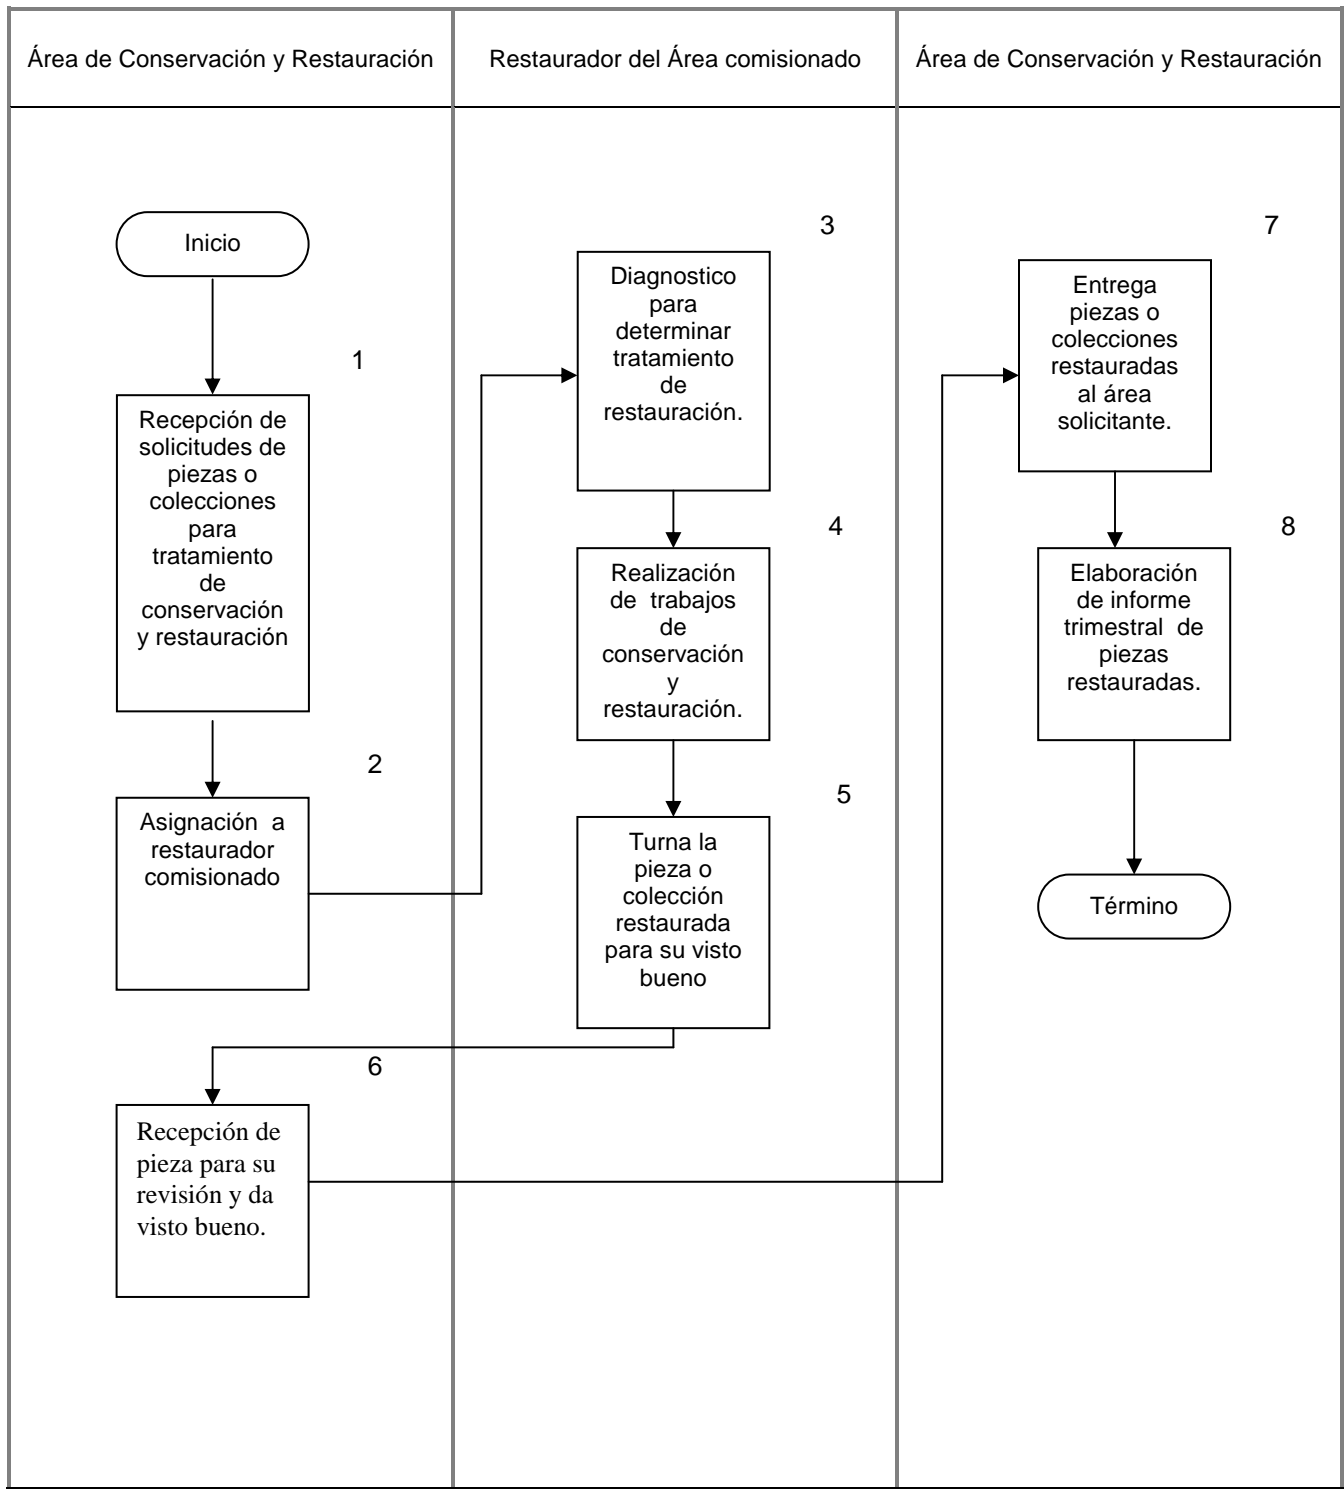 Área de Conservación y Restauración
Restaurador del Área comisionado
Área de Conservación y Restauración
Inicio
1
Recepción de
solicitudes de
piezas o
colecciones
para
tratamiento
de
conservación
y restauración
2
Asignación a
restaurador
comisionado
3
Diagnostico
para
determinar
tratamiento
de
restauración.
4
Realización
de trabajos
de
conservación
y
restauración.
5
Turna la
pieza o
colección
restaurada
para su visto
bueno
6
Recepción de
pieza para su
revisión y da
visto bueno.
7
Entrega
piezas o
colecciones
restauradas
al área
solicitante.
8
Elaboración
de informe
trimestral de
piezas
restauradas.
Término